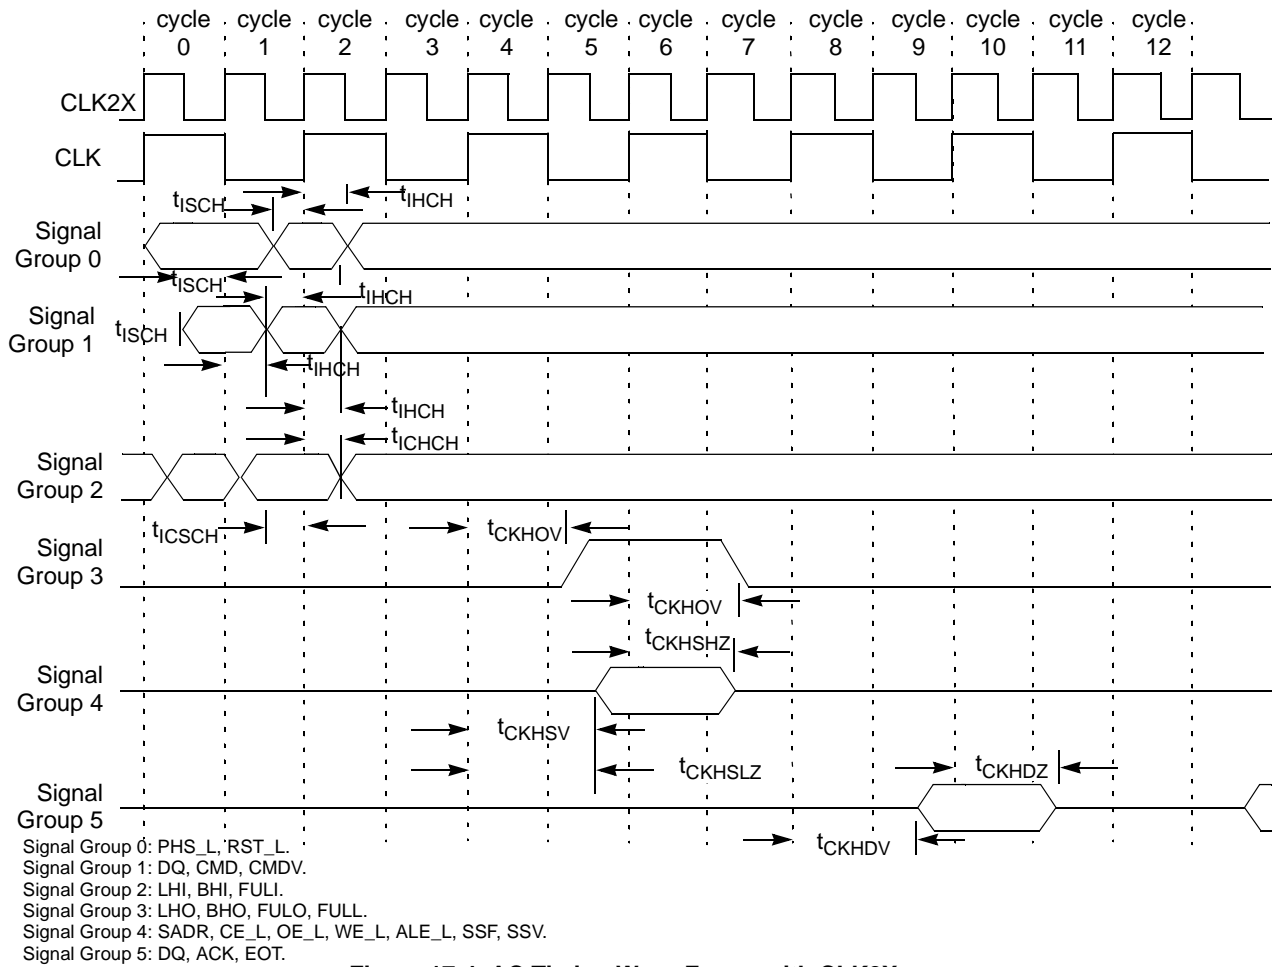 cycle cycle cycle cycle cycle cycle cycle cycle cycle cycle cycle cycle cycle
0 1 2 3 4 5 6 7 8 9 10 11 12
CLK2X
CLK
tISCH tIHCH
Signal
Group 0
tISCH tIHCH
Signal
Group 1
tISCH
tIHCH
tIHCH
tICHCH
Signal
Group 2
tICSCH tCKHOV
Signal
Group 3
tCKHOV
tCKHSHZ
Signal
Group 4
tCKHSV
tCKHSLZ tCKHDZ
Signal
Group 5
tCKHDV
Signal Group 0: PHS_L, RST_L.
Signal Group 1: DQ, CMD, CMDV.
Signal Group 2: LHI, BHI, FULI.
Signal Group 3: LHO, BHO, FULO, FULL.
Signal Group 4: SADR, CE_L, OE_L, WE_L, ALE_L, SSF, SSV.
Signal Group 5: DQ, ACK, EOT.